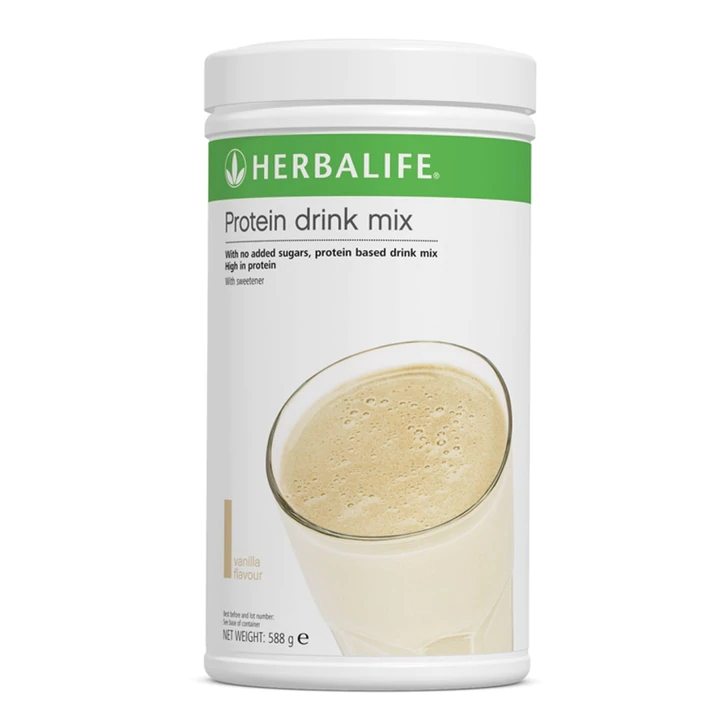 HERBALIFE®
Protein drink mix
With no added sugars, protein based drink mix
High in protein
With sweetener
vanilla
flavour
Best before and lot number:
See base of container
NET WEIGHT: 588 g ℮